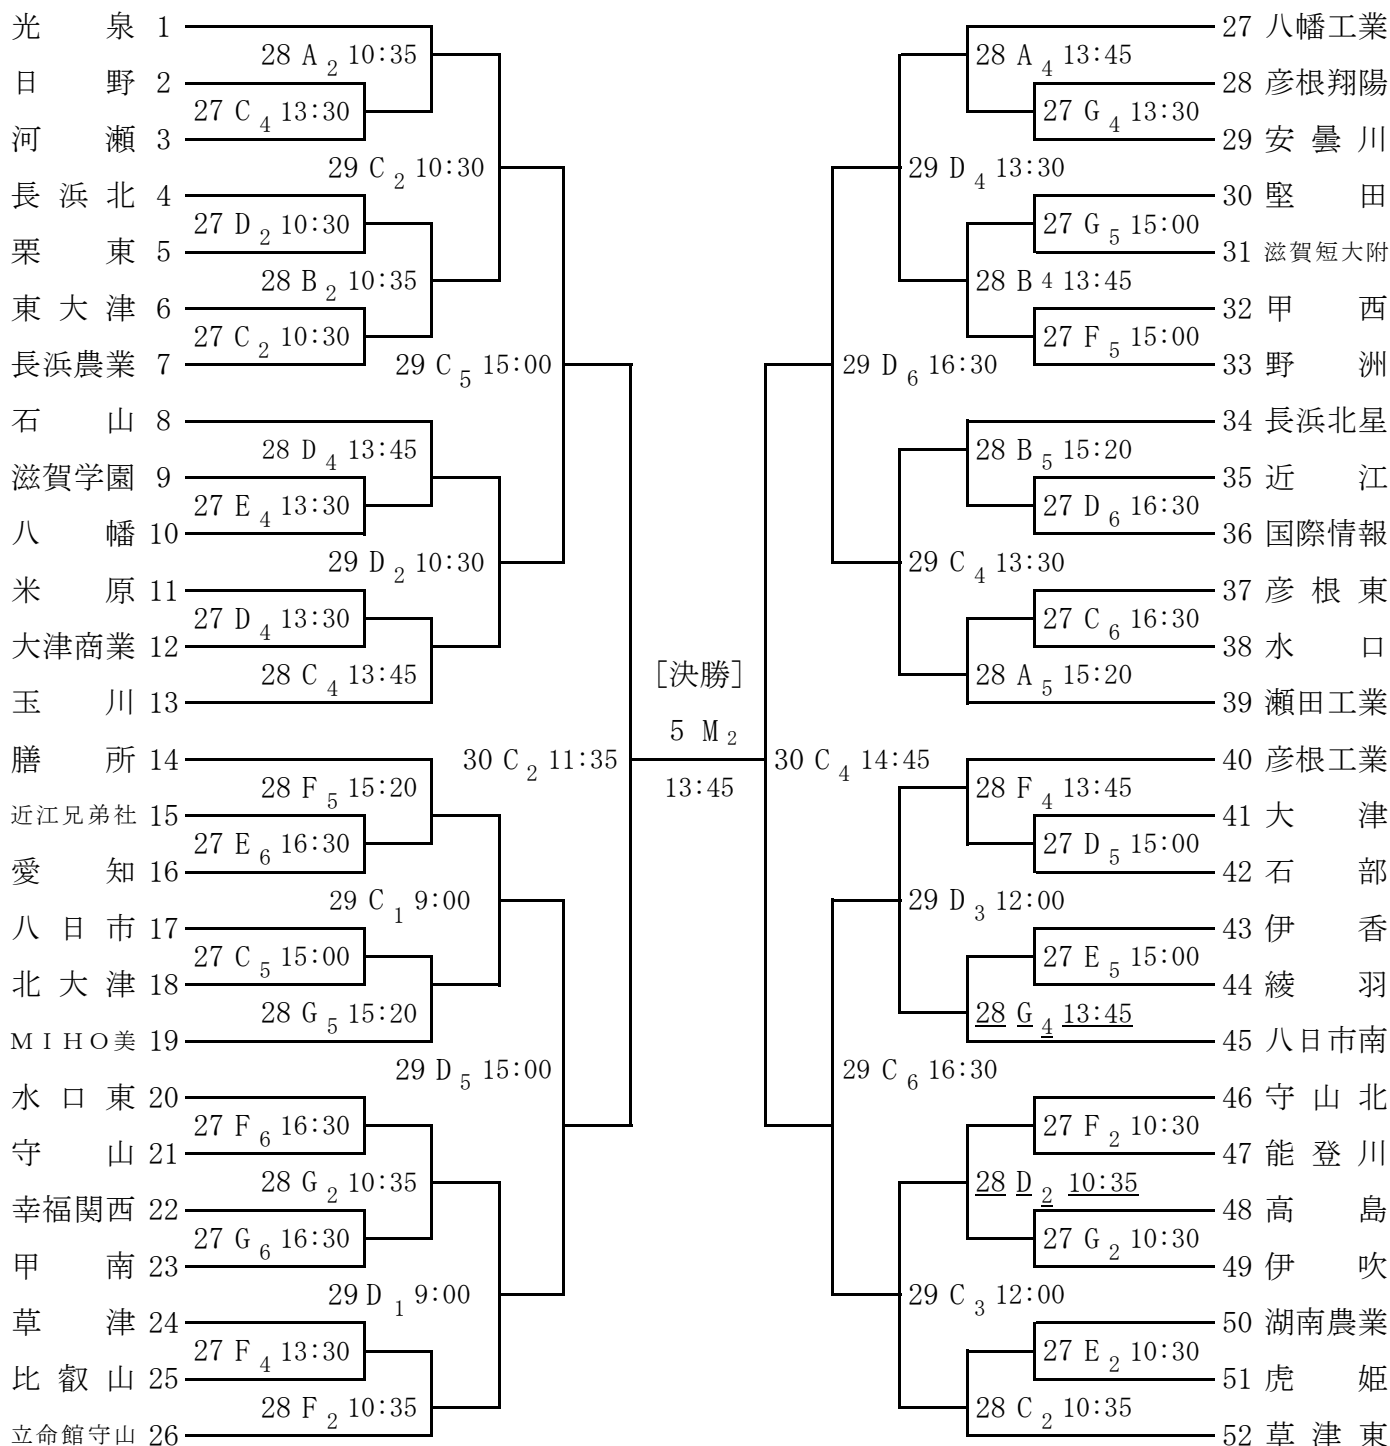 光泉 1
28 A 2 10:35
日野 2
27 C 4 13:30
河瀬 3
29 C 2 10:30
長浜北 4
27 D 2 10:30
栗東 5
28 B 2 10:35
東大津 6
27 C 2 10:30
長浜農業 7
29 C 5 15:00
石山 8
28 D 4 13:45
滋賀学園 9
27 E 4 13:30
八幡 10
29 D 2 10:30
米原 11
27 D 4 13:30
大津商業 12
28 C 4 13:45
玉川 13
30 C 2 11:35
膳所 14
28 F 5 15:20
近江兄弟社 15
27 E 6 16:30
愛知 16
29 C 1 9:00
八日市 17
27 C 5 15:00
北大津 18
28 G 5 15:20
MIHO美 19
29 D 5 15:00
水口東 20
27 F 6 16:30
守山 21
28 G 2 10:35
幸福関西 22
27 G 6 16:30
甲南 23
29 D 1 9:00
草津 24
27 F 4 13:30
比叡山 25
28 F 2 10:35
立命館守山 26
[決勝]
5 M 2
13:45
27 八幡工業
28 A 4 13:45
28 彦根翔陽
27 G 4 13:30
29 安曇川
29 D 4 13:30
30 堅田
27 G 5 15:00
31 滋賀短大附
28 B 4 13:45
32 甲西
27 F 5 15:00
33 野洲
29 D 6 16:30
34 長浜北星
28 B 5 15:20
35 近江
27 D 6 16:30
36 国際情報
29 C 4 13:30
37 彦根東
27 C 6 16:30
38 水口
28 A 5 15:20
39 瀬田工業
30 C 4 14:45
40 彦根工業
28 F 4 13:45
41 大津
27 D 5 15:00
42 石部
29 D 3 12:00
43 伊香
27 E 5 15:00
44 綾羽
28 G 4 13:45
45 八日市南
29 C 6 16:30
46 守山北
27 F 2 10:30
47 能登川
28 D 2 10:35
48 高島
27 G 2 10:30
49 伊吹
29 C 3 12:00
50 湖南農業
27 E 2 10:30
51 虎姫
28 C 2 10:35
52 草津東